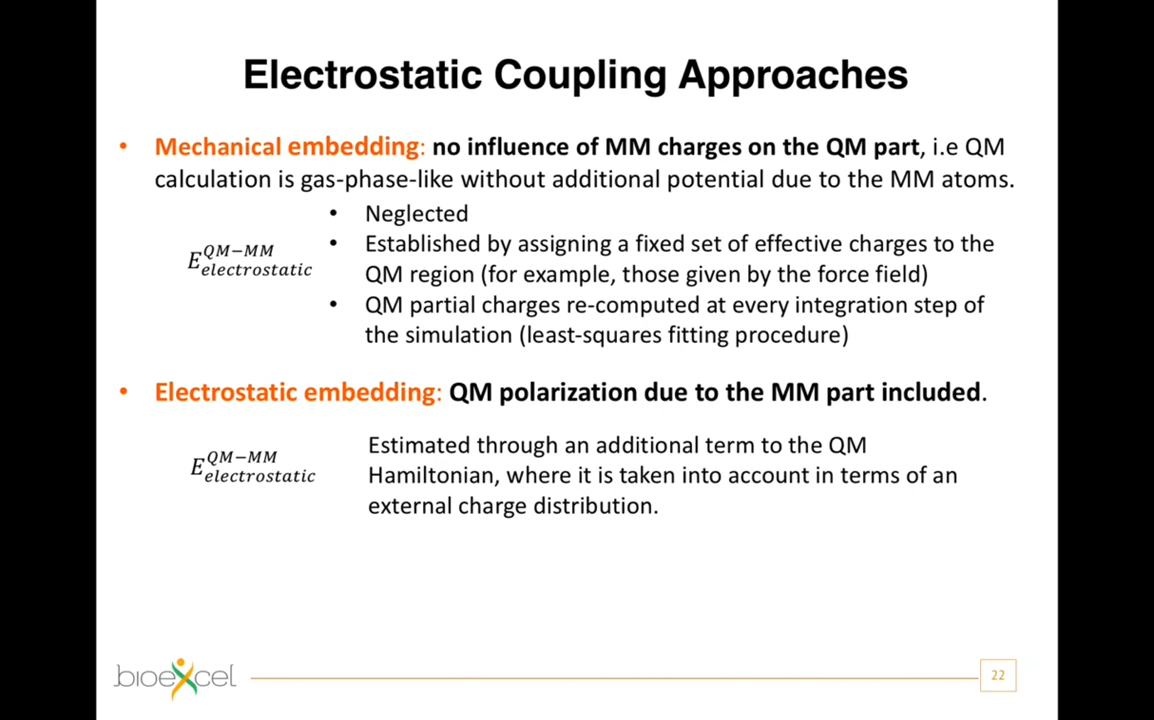 Electrostatic Coupling Approaches
• Mechanical embedding: no influence of MM charges on the QM part, i.e QM
calculation is gas-phase-like without additional potential due to the MM atoms.
• Neglected
• Established by assigning a fixed set of effective charges to the
QM region (for example, those given by the force field)
E_{electrostatic}^{QM−MM}
• QM partial charges re-computed at every integration step of
the simulation (least-squares fitting procedure)
• Electrostatic embedding: QM polarization due to the MM part included.
E_{electrostatic}^{QM−MM}
Estimated through an additional term to the QM
Hamiltonian, where it is taken into account in terms of an
external charge distribution.
bioexcel
22